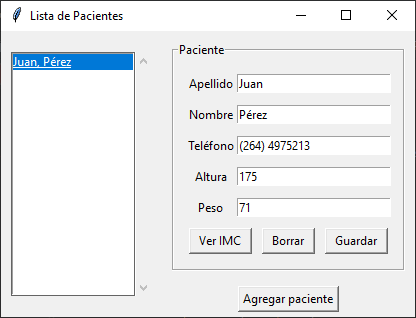 Lista de Pacientes
Juan, Pérez
Paciente
Apellido Juan
Nombre Pérez
Teléfono (264) 4975213
Altura 175
Peso 71
Ver IMC Borrar Guardar
Agregar paciente